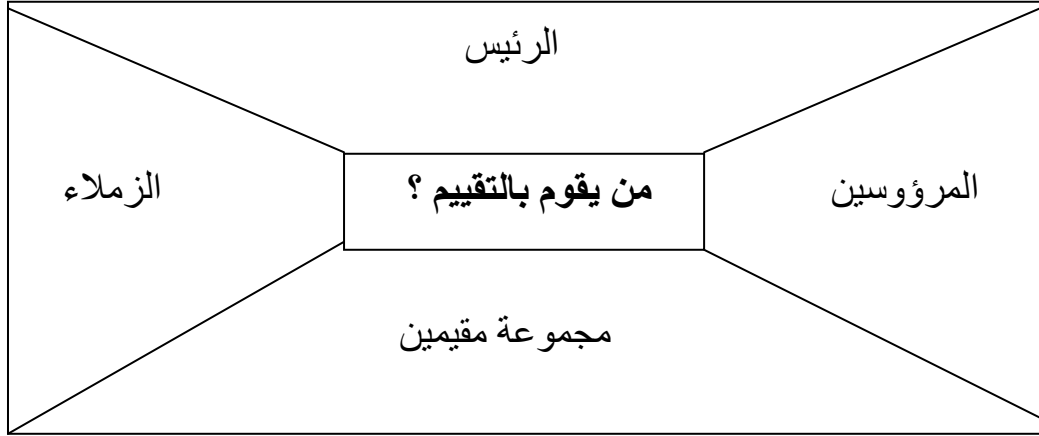 الرئيس
المرؤوسين
من يقوم بالتقييم ؟
الزملاء
مجموعة مقيمين